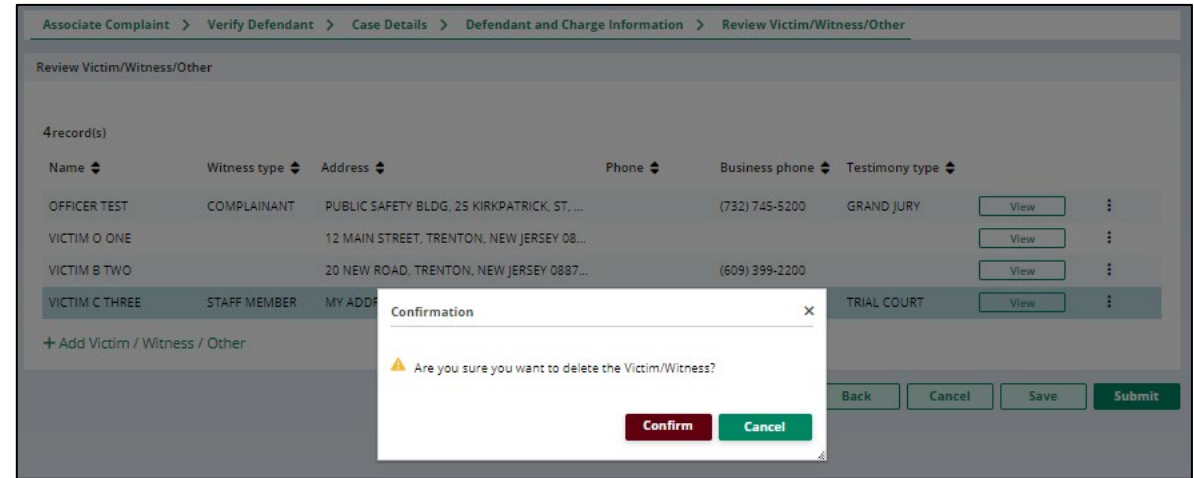 Associate Complaint > Verify Defendant > Case Details > Defendant and Charge Information > Review Victim/Witness/Other
Review Victim/Witness/Other
4record(s)
Name Witness type Address Phone Business phone Testimony type
OFFICER TEST COMPLAINANT PUBLIC SAFETY BLDG, 25 KIRKPATRICK, ST, ... (732) 745-5200 GRAND JURY View
VICTIM O ONE 12 MAIN STREET, TRENTON, NEW JERSEY 08... View
VICTIM B TWO 20 NEW ROAD, TRENTON, NEW JERSEY 0887... (609) 399-2200 View
VICTIM C THREE STAFF MEMBER MY ADDR TRIAL COURT View
+ Add Victim / Witness / Other
Confirmation ×
Are you sure you want to delete the Victim/Witness?
Confirm Cancel
Back Cancel Save Submit